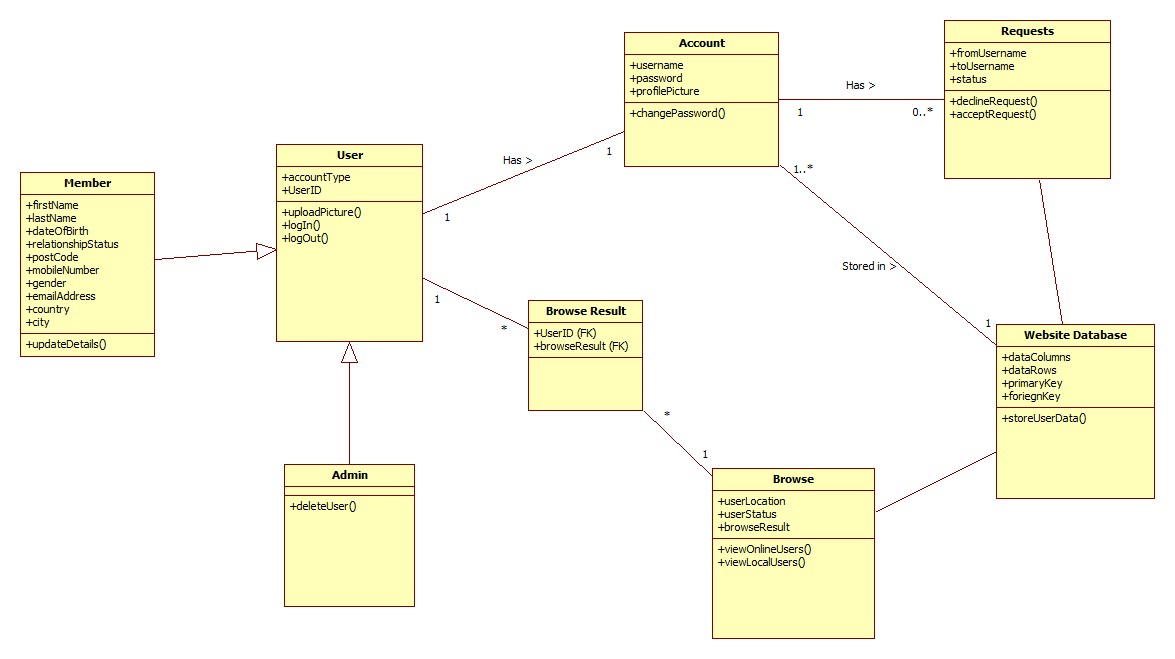 Member
+firstName
+lastName
+dateOfBirth
+relationshipStatus
+postCode
+mobileNumber
+gender
+emailAddress
+country
+city
+updateDetails()
User
+accountType
+UserID
+uploadPicture()
+logIn()
+logOut()
Admin
+deleteUser()
Has >
1
1
Account
+username
+password
+profilePicture
+changePassword()
Has >
1
0..*
Requests
+fromUsername
+toUsername
+status
+declineRequest()
+acceptRequest()
1..*
Stored in >
1
1
*
Browse Result
+UserID (FK)
+browseResult (FK)
*
1
Browse
+userLocation
+userStatus
+browseResult
+viewOnlineUsers()
+viewLocalUsers()
Website Database
+dataColumns
+dataRows
+primaryKey
+foriegnKey
+storeUserData()